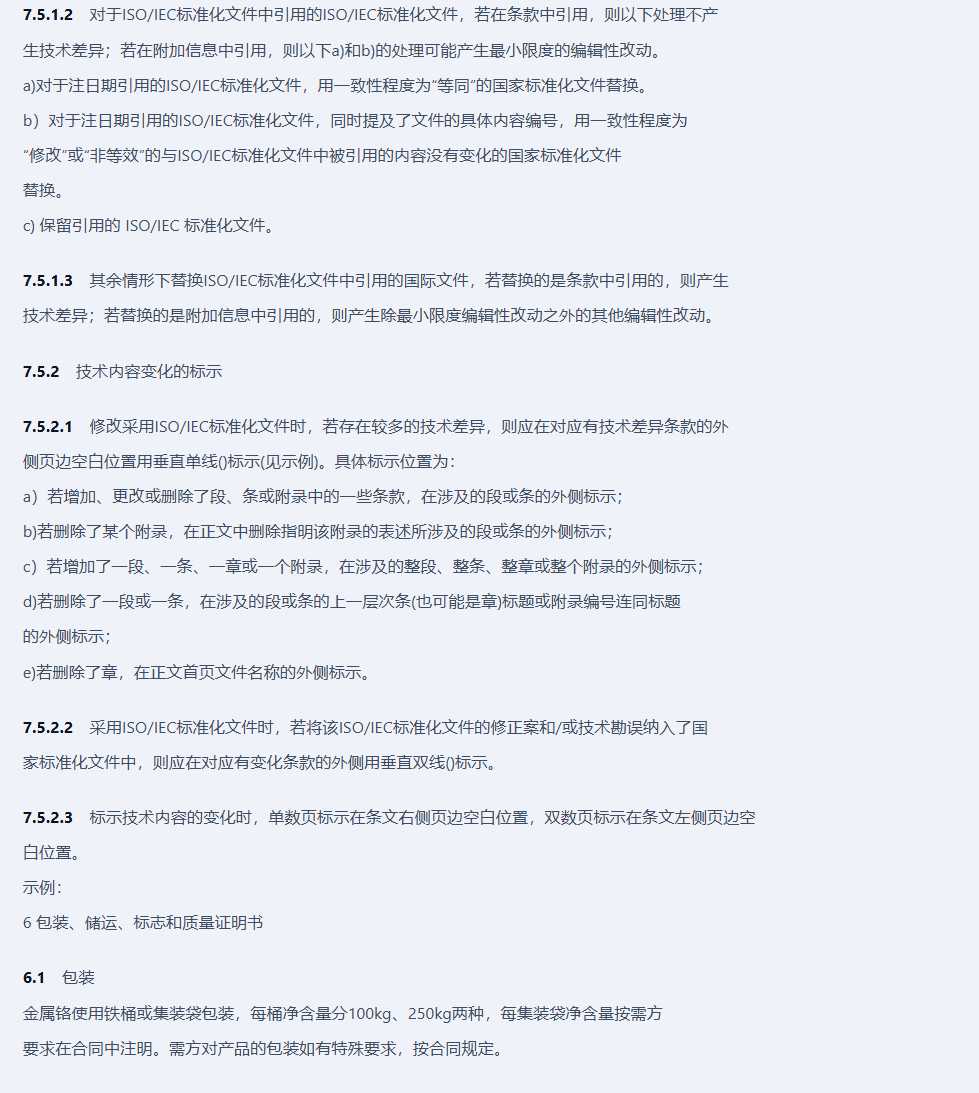 7.5.1.2 对于ISO/IEC标准化文件中引用的ISO/IEC标准化文件，若在条款中引用，则以下处理不产
生技术差异；若在附加信息中引用，则以下a)和b)的处理可能产生最小限度的编辑性改动。
a)对于注日期引用的ISO/IEC标准化文件，用一致性程度为“等同”的国家标准化文件替换。
b）对于注日期引用的ISO/IEC标准化文件，同时提及了文件的具体内容编号，用一致性程度为
“修改”或“非等效”的与ISO/IEC标准化文件中被引用的内容没有变化的国家标准化文件
替换。
c) 保留引用的 ISO/IEC 标准化文件。
7.5.1.3 其余情形下替换ISO/IEC标准化文件中引用的国际文件，若替换的是条款中引用的，则产生
技术差异；若替换的是附加信息中引用的，则产生除最小限度编辑性改动之外的其他编辑性改动。
7.5.2 技术内容变化的标示
7.5.2.1 修改采用ISO/IEC标准化文件时，若存在较多的技术差异，则应在对应有技术差异条款的外
侧页边空白位置用垂直单线()标示(见示例)。具体标示位置为：
a）若增加、更改或删除了段、条或附录中的一些条款，在涉及的段或条的外侧标示；
b)若删除了某个附录，在正文中删除指明该附录的表述所涉及的段或条的外侧标示；
c）若增加了一段、一条、一章或一个附录，在涉及的整段、整条、整章或整个附录的外侧标示；
d)若删除了一段或一条，在涉及的段或条的上一层次条(也可能是章)标题或附录编号连同标题
的外侧标示；
e)若删除了章，在正文首页文件名称的外侧标示。
7.5.2.2 采用ISO/IEC标准化文件时，若将该ISO/IEC标准化文件的修正案和/或技术勘误纳入了国
家标准化文件中，则应在对应有变化条款的外侧用垂直双线()标示。
7.5.2.3 标示技术内容的变化时，单数页标示在条文右侧页边空白位置，双数页标示在条文左侧页边空
白位置。
示例：
6 包装、储运、标志和质量证明书
6.1 包装
金属铬使用铁桶或集装袋包装，每桶净含量分100kg、250kg两种，每集装袋净含量按需方
要求在合同中注明。需方对产品的包装如有特殊要求，按合同规定。